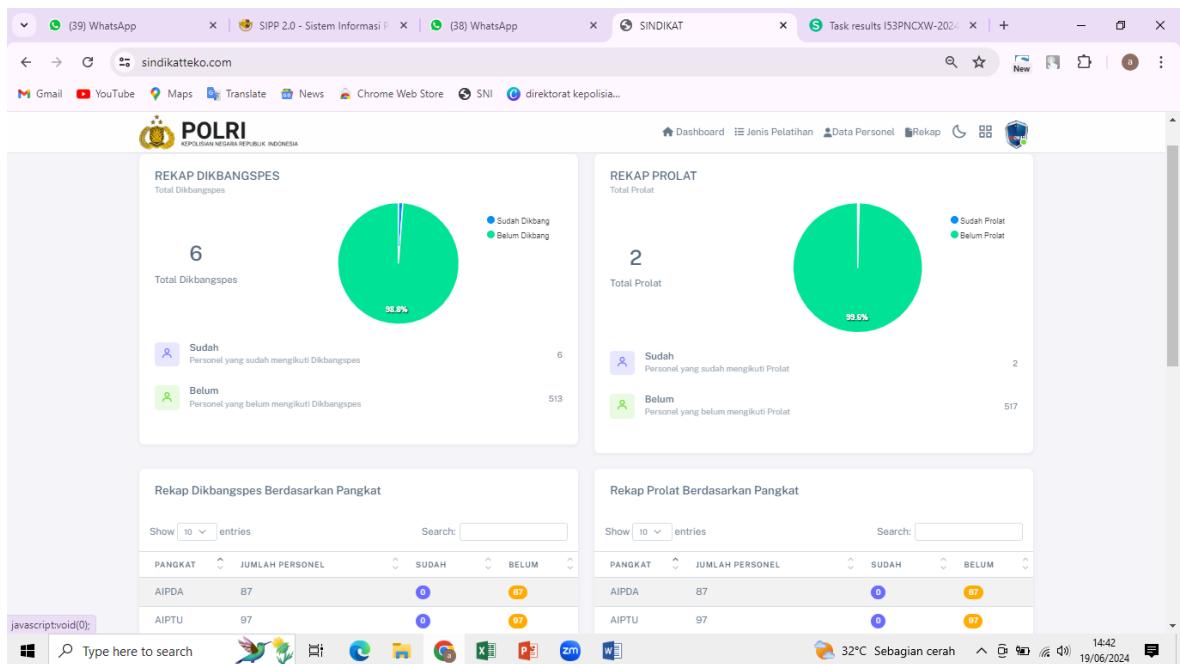 (39) WhatsApp
SIPP 2.0 - Sistem Informasi P
(38) WhatsApp
SINDIKAT
Task results I53PNCXW-2024
sindikatteko.com
New
a
Gmail YouTube Maps Translate News Chrome Web Store SNI direktorat kepolisia...
POLRI
KEPOLISIAN NEGARA REPUBLIK INDONESIA
Dashboard Jenis Pelatihan Data Personel Rekap
REKAP DIKBANGSPES
Total Dikbangspes
6
Total Dikbangspes
Sudah Dikbang
Belum Dikbang
98.8%
Sudah
Personel yang sudah mengikuti Dikbangspes
6
Belum
Personel yang belum mengikuti Dikbangspes
513
REKAP PROLAT
Total Prolat
2
Total Prolat
Sudah Prolat
Belum Prolat
99.6%
Sudah
Personel yang sudah mengikuti Prolat
2
Belum
Personel yang belum mengikuti Prolat
517
Rekap Dikbangspes Berdasarkan Pangkat
Show 10 entries Search:
PANGKAT JUMLAH PERSONEL SUDAH BELUM
AIPDA 87 0 87
AIPTU 97 0 97
Rekap Prolat Berdasarkan Pangkat
Show 10 entries Search:
PANGKAT JUMLAH PERSONEL SUDAH BELUM
AIPDA 87 0 87
AIPTU 97 0 97
javascript:void(0);
Type here to search
zm
32°C Sebagian cerah
14:42
19/06/2024